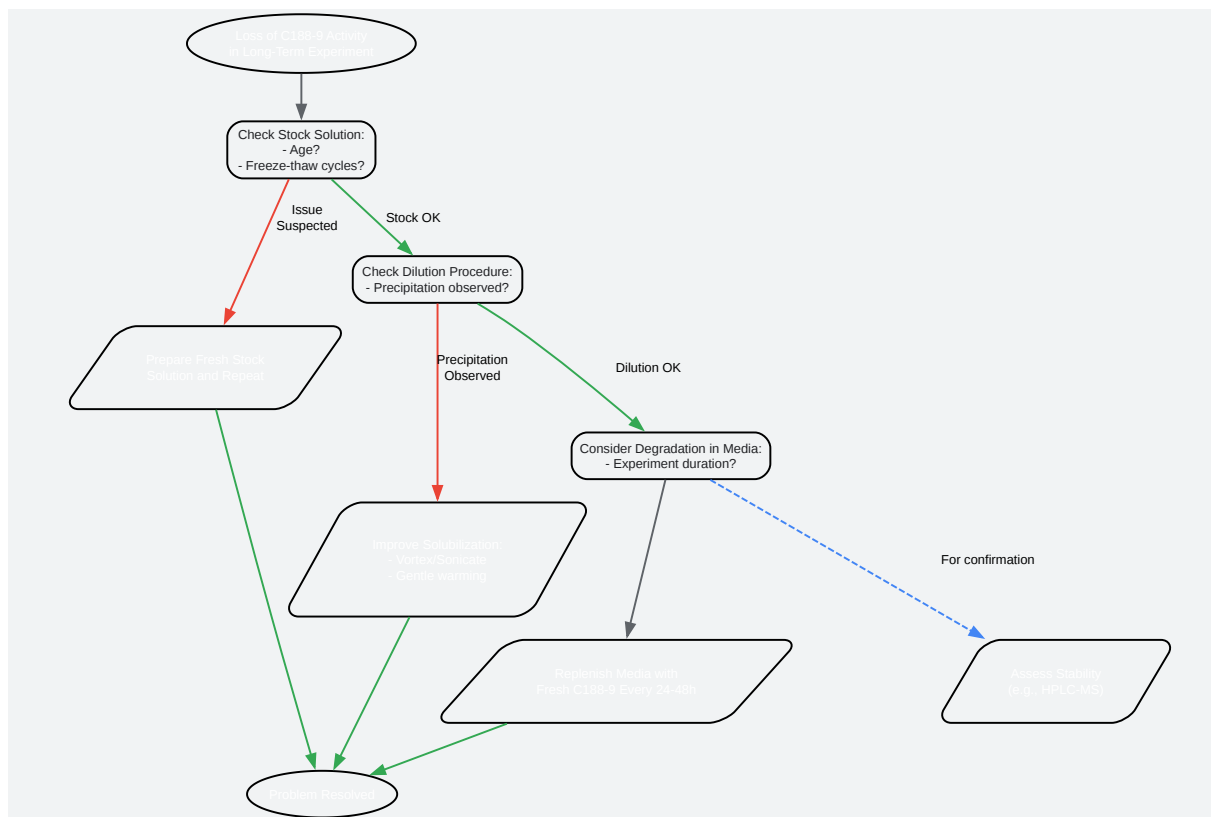 Loss of C188-9 Activity
in Long-Term Experiment
Check Stock Solution:
- Age?
- Freeze-thaw cycles?
Issue
Suspected
Stock OK
Check Dilution Procedure:
- Precipitation observed?
Prepare Fresh Stock
Solution and Repeat
Precipitation
Observed
Dilution OK
Consider Degradation in Media:
- Experiment duration?
Improve Solubilization:
- Vortex/Sonicate
- Gentle warming
For confirmation
Replenish Media with
Fresh C188-9 Every 24-48h
Assess Stability
(e.g., HPLC-MS)
Problem Resolved